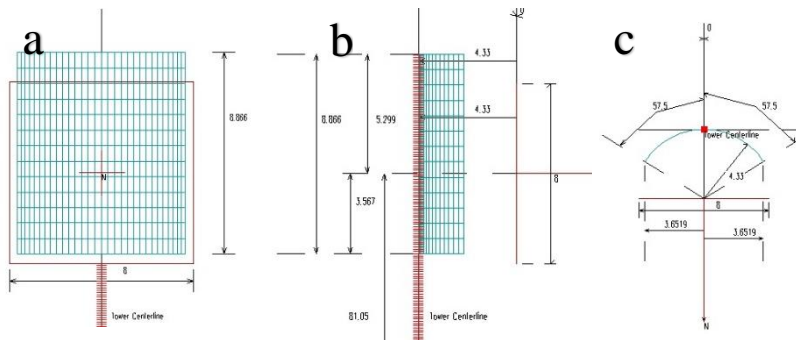 a
N
8.866
8
Tower Centerline
b
0
4.33
4.33
8.866
5.299
3.567
8
81.05
Tower Centerline
c
0
57.5
57.5
Tower Centerline
4.33
8
3.6519
3.6519
N